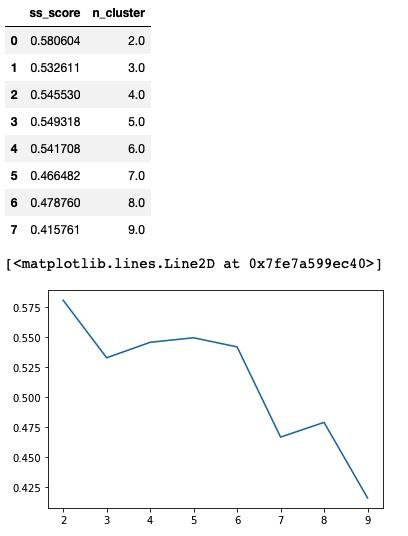 ss_score n_cluster
0 0.580604 2.0
1 0.532611 3.0
2 0.545530 4.0
3 0.549318 5.0
4 0.541708 6.0
5 0.466482 7.0
6 0.478760 8.0
7 0.415761 9.0
[<matplotlib.lines.Line2D at 0x7fe7a599ec40>]
0.575
0.550
0.525
0.500
0.475
0.450
0.425
2 3 4 5 6 7 8 9